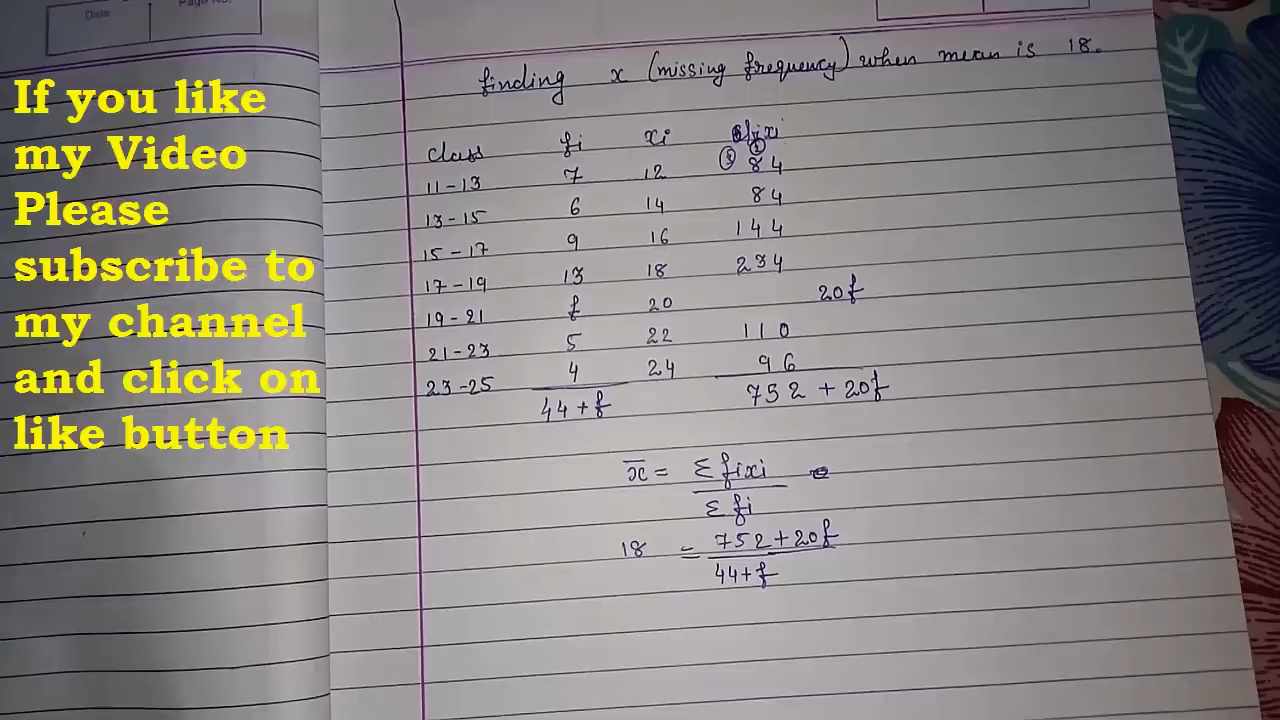 Date
Page No.
If you like
my Video
Please
subscribe to
my channel
and click on
like button
finding x (missing frequency) when mean is 18.
class fi xi fixi
11-13 7 12 84
13-15 6 14 84
15-17 9 16 144
17-19 13 18 234
19-21 f 20 20f
21-23 5 22 110
23-25 4 24 96
44+f 752 + 20f
x̄ = Σfixi
Σfi
18 = 752+20f
44+f